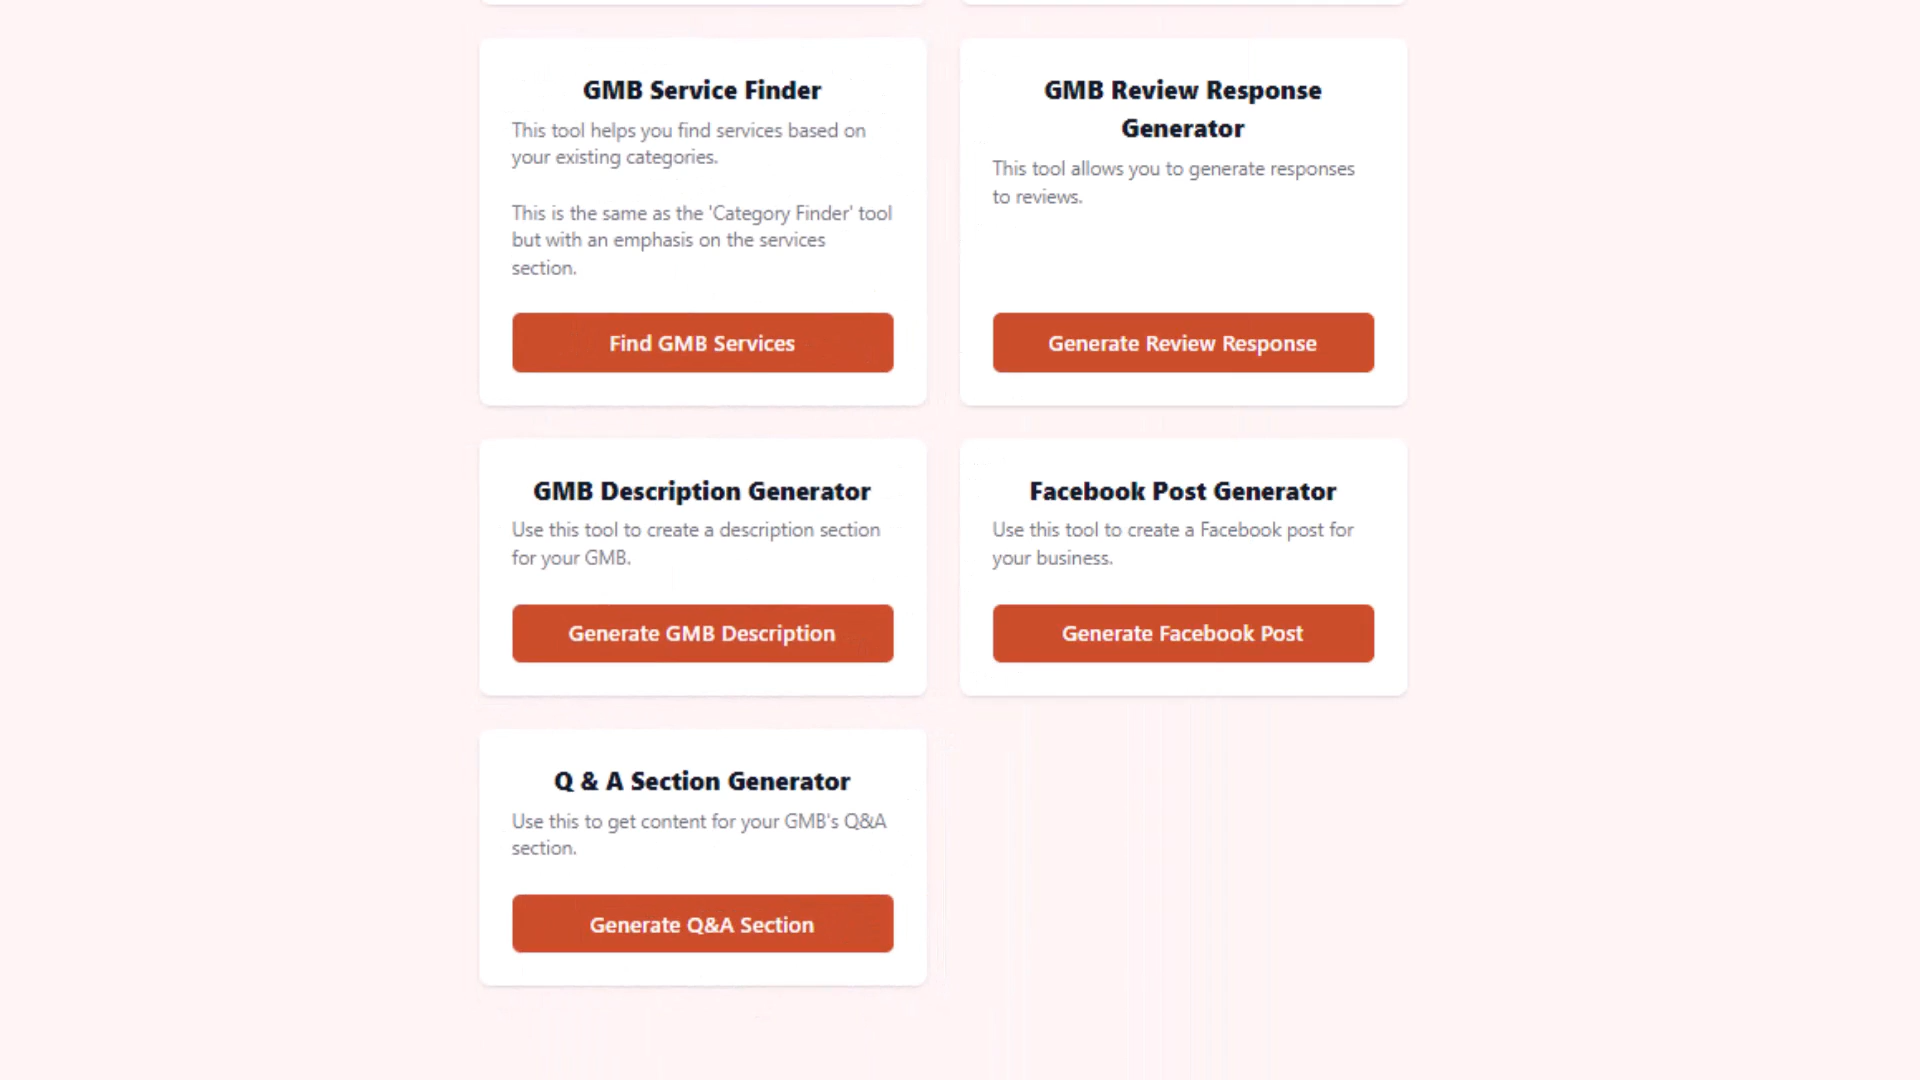 GMB Service Finder
This tool helps you find services based on
your existing categories.
This is the same as the 'Category Finder' tool
but with an emphasis on the services
section.
Find GMB Services
GMB Review Response
Generator
This tool allows you to generate responses
to reviews.
Generate Review Response
GMB Description Generator
Use this tool to create a description section
for your GMB.
Generate GMB Description
Facebook Post Generator
Use this tool to create a Facebook post for
your business.
Generate Facebook Post
Q & A Section Generator
Use this to get content for your GMB's Q&A
section.
Generate Q&A Section